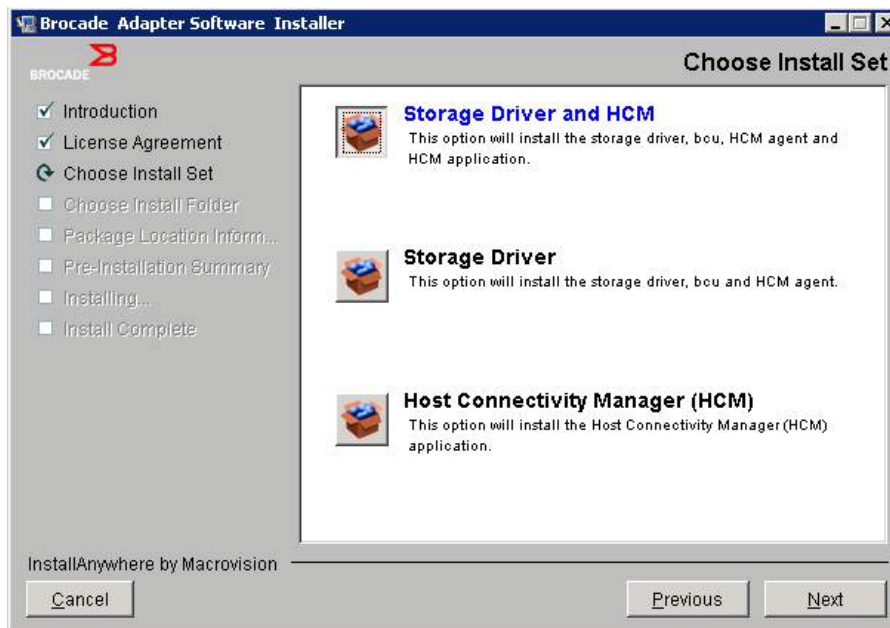 Brocade Adapter Software Installer
BROCADE
Choose Install Set
Introduction
License Agreement
Choose Install Set
Choose Install Folder
Package Location Inform...
Pre-Installation Summary
Installing...
Install Complete
Storage Driver and HCM
This option will install the storage driver, bcu, HCM agent and
HCM application.
Storage Driver
This option will install the storage driver, bcu and HCM agent.
Host Connectivity Manager (HCM)
This option will install the Host Connectivity Manager (HCM)
application.
InstallAnywhere by Macrovision
Cancel
Previous
Next